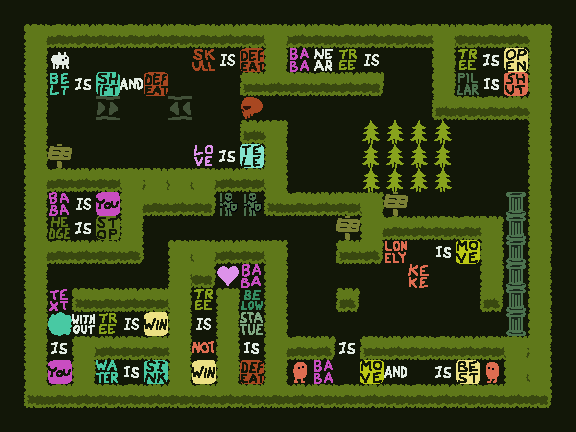 SKULL IS DEFEAT BABA NEAR TREE IS TREE IS OPEN
BELT IS SHIFT AND DEFEAT PILLAR IS SHUT
LOVE IS TELE
BABA IS YOU
HEDGE IS STOP
LONELY IS MOVE
BABA KEKE
TEXT TREE BELOW
WITHOUT TREE IS WIN IS STATUE
IS NOT IS IS
YOU WATER IS SINK WIN DEFEAT BABA MOVE AND IS BEST